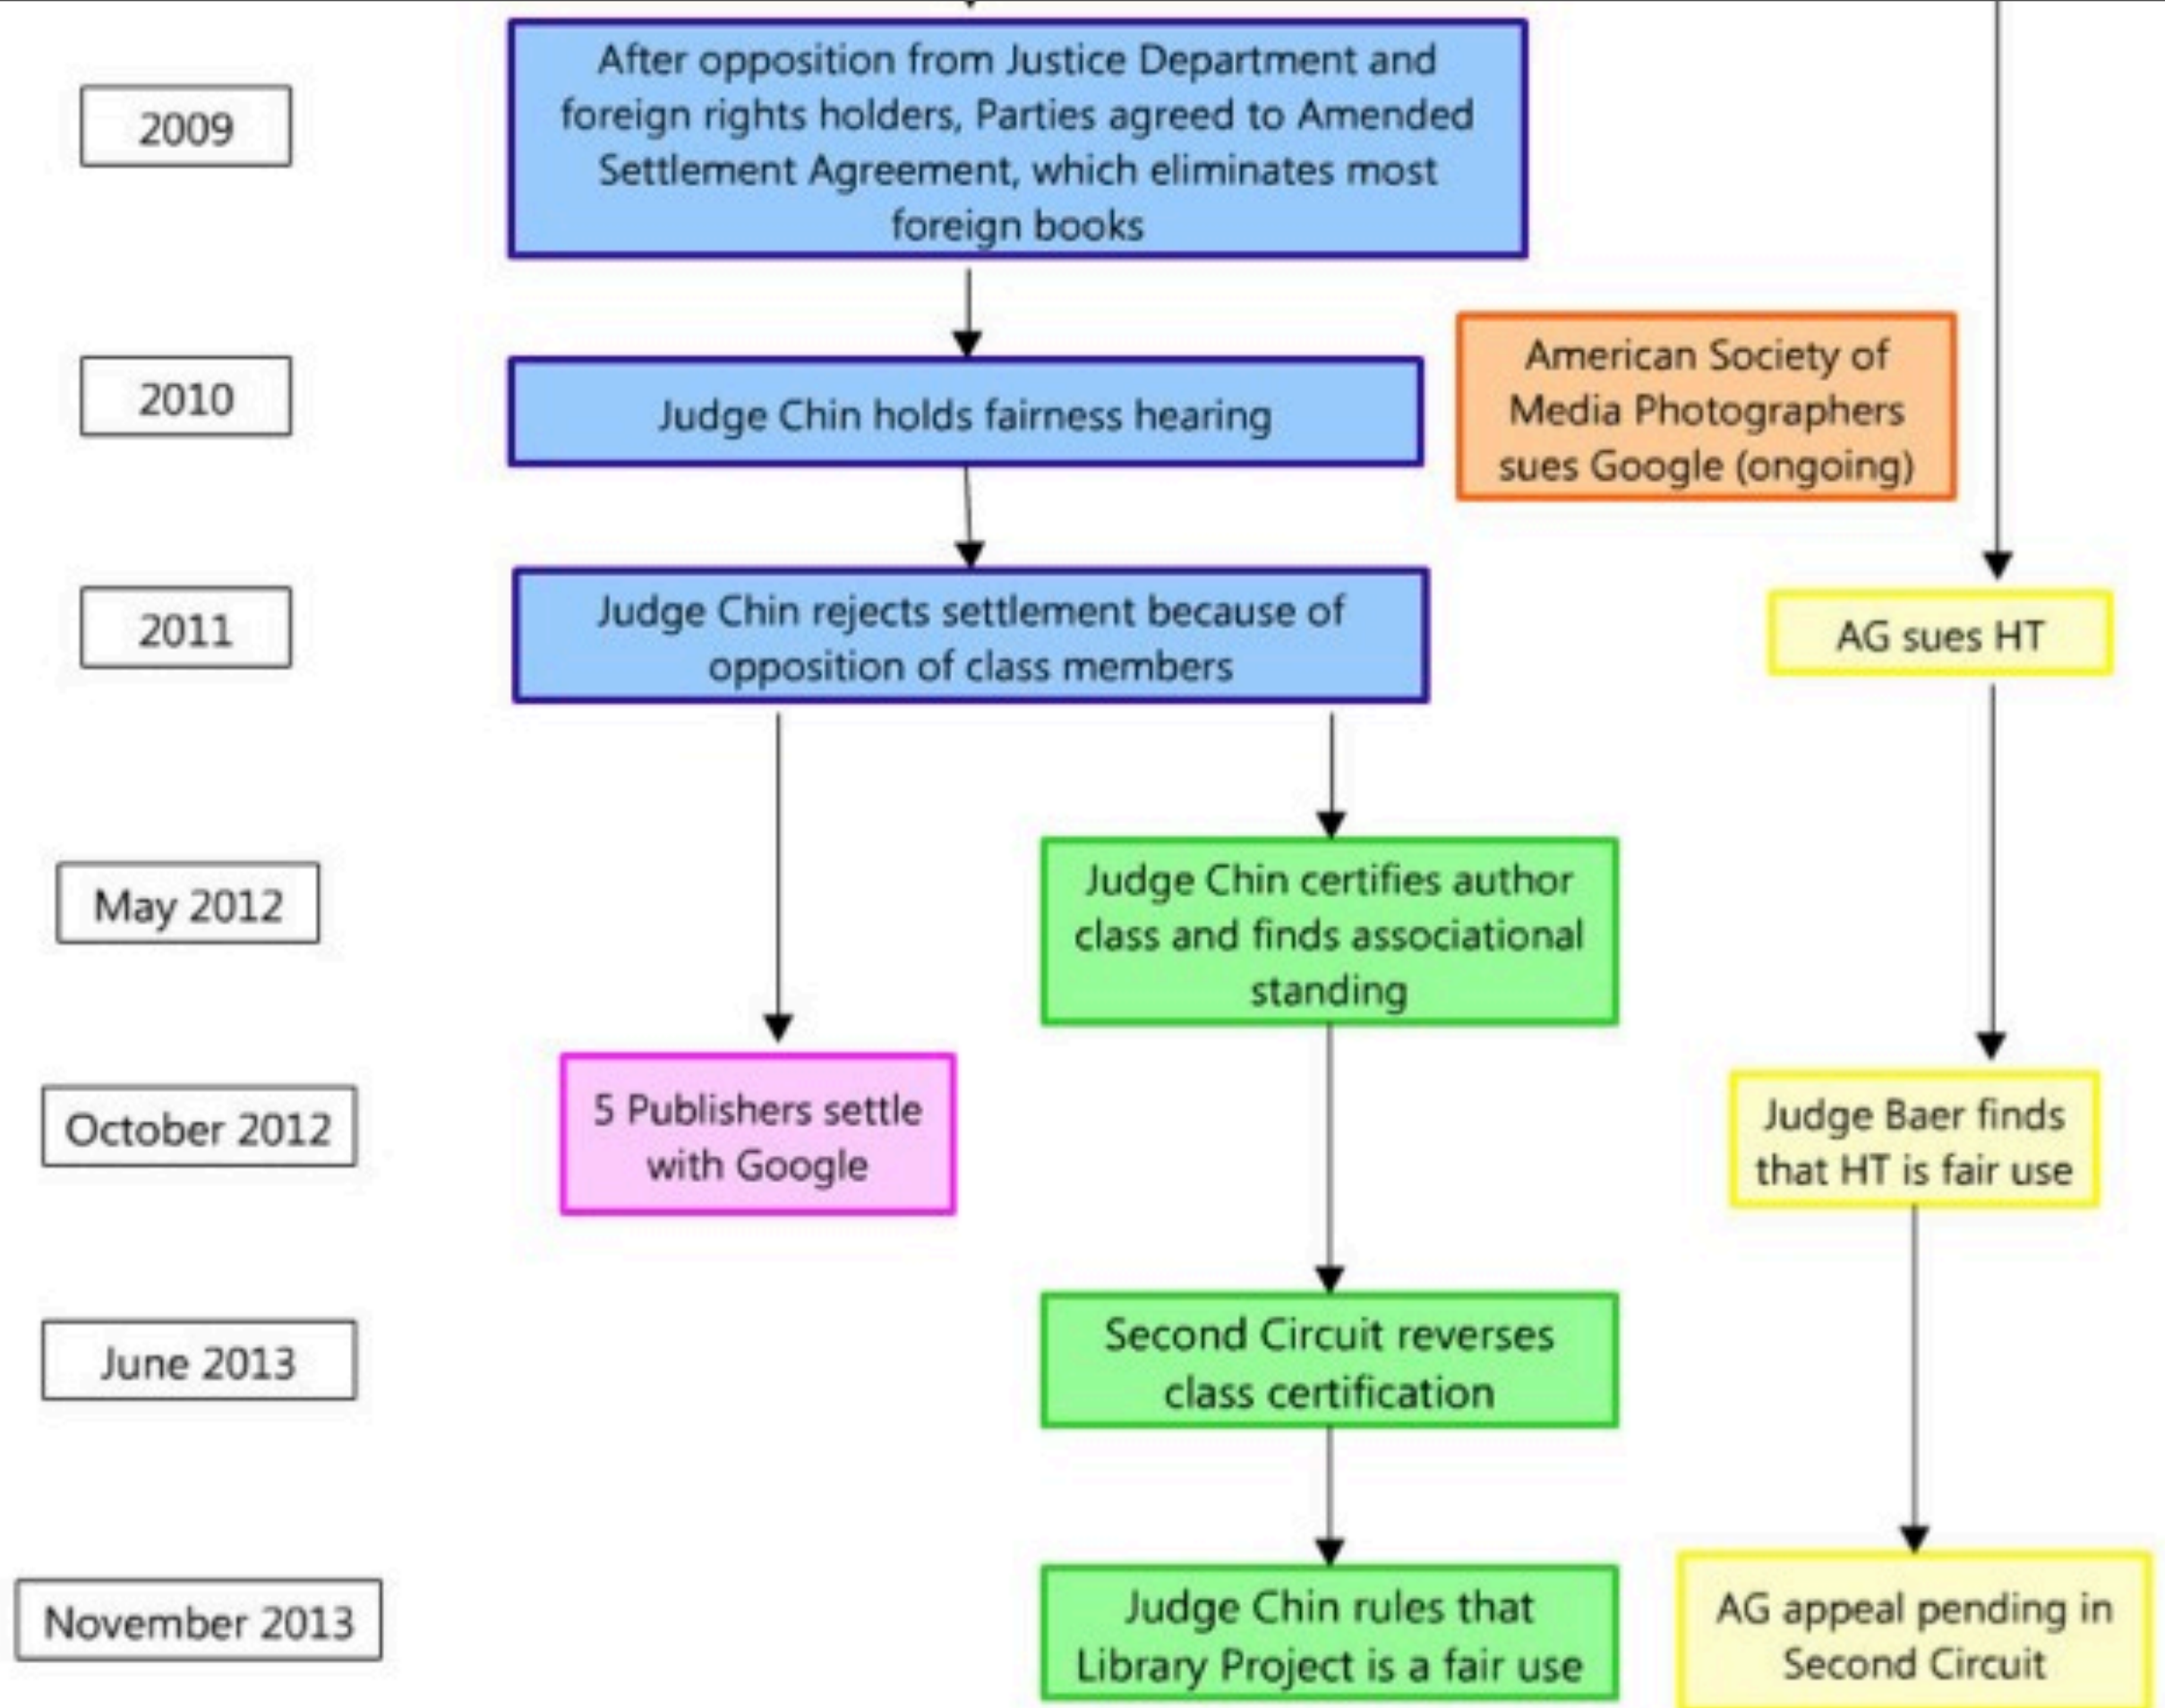 2009
After opposition from Justice Department and
foreign rights holders, Parties agreed to Amended
Settlement Agreement, which eliminates most
foreign books
2010
Judge Chin holds fairness hearing
American Society of
Media Photographers
sues Google (ongoing)
2011
Judge Chin rejects settlement because of
opposition of class members
AG sues HT
May 2012
Judge Chin certifies author
class and finds associational
standing
October 2012
5 Publishers settle
with Google
Judge Baer finds
that HT is fair use
June 2013
Second Circuit reverses
class certification
November 2013
Judge Chin rules that
Library Project is a fair use
AG appeal pending in
Second Circuit